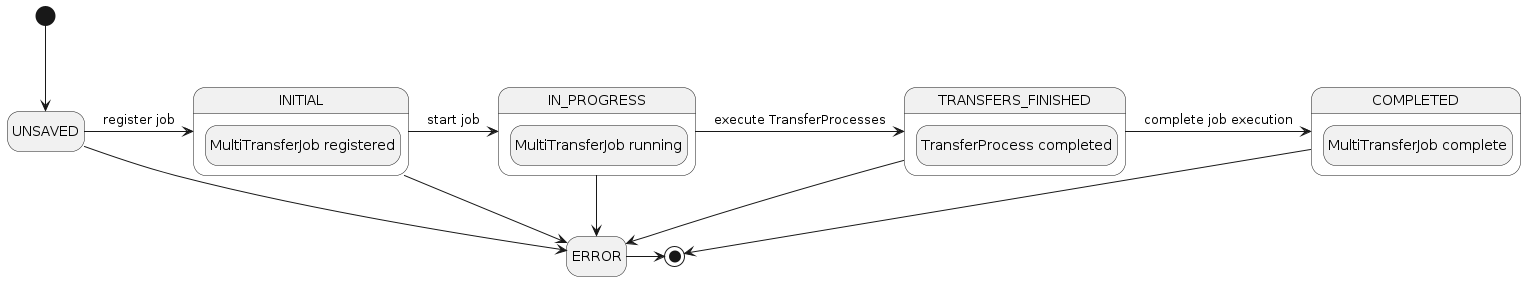 INITIAL
IN_PROGRESS
TRANSFERS_FINISHED
COMPLETED
UNSAVED
register job
MultiTransferJob registered
start job
MultiTransferJob running
execute TransferProcesses
TransferProcess completed
complete job execution
MultiTransferJob complete
ERROR